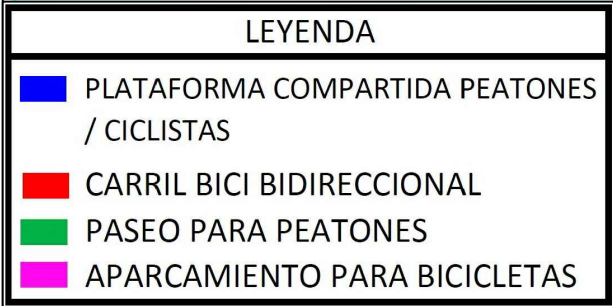 LEYENDA
PLATAFORMA COMPARTIDA PEATONES
/ CICLISTAS
CARRIL BICI BIDIRECCIONAL
PASEO PARA PEATONES
APARCAMIENTO PARA BICICLETAS